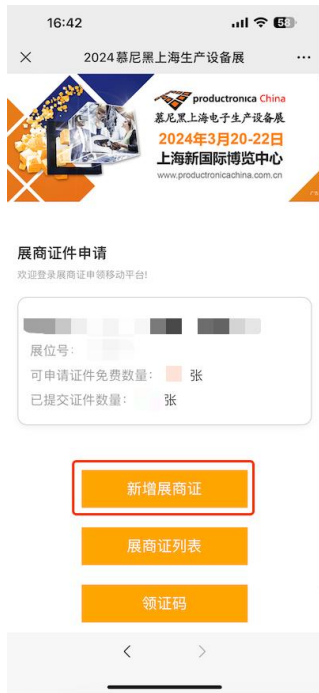 16:42
58
2024慕尼黑上海生产设备展
productronica China
慕尼黑上海电子生产设备展
2024年3月20-22日
上海新国际博览中心
www.productronicachina.com.cn
展商证件申请
欢迎登录展商证申领移动平台!
展位号:
可申请证件免费数量: 张
已提交证件数量: 张
新增展商证
展商证列表
领证码